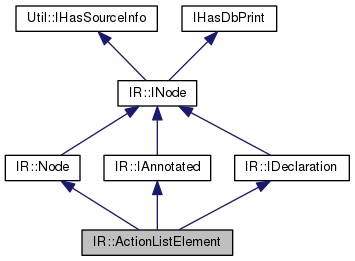 Util::IHasSourceInfo
IHasDbPrint
IR::INode
IR::Node
IR::IAnnotated
IR::IDeclaration
IR::ActionListElement